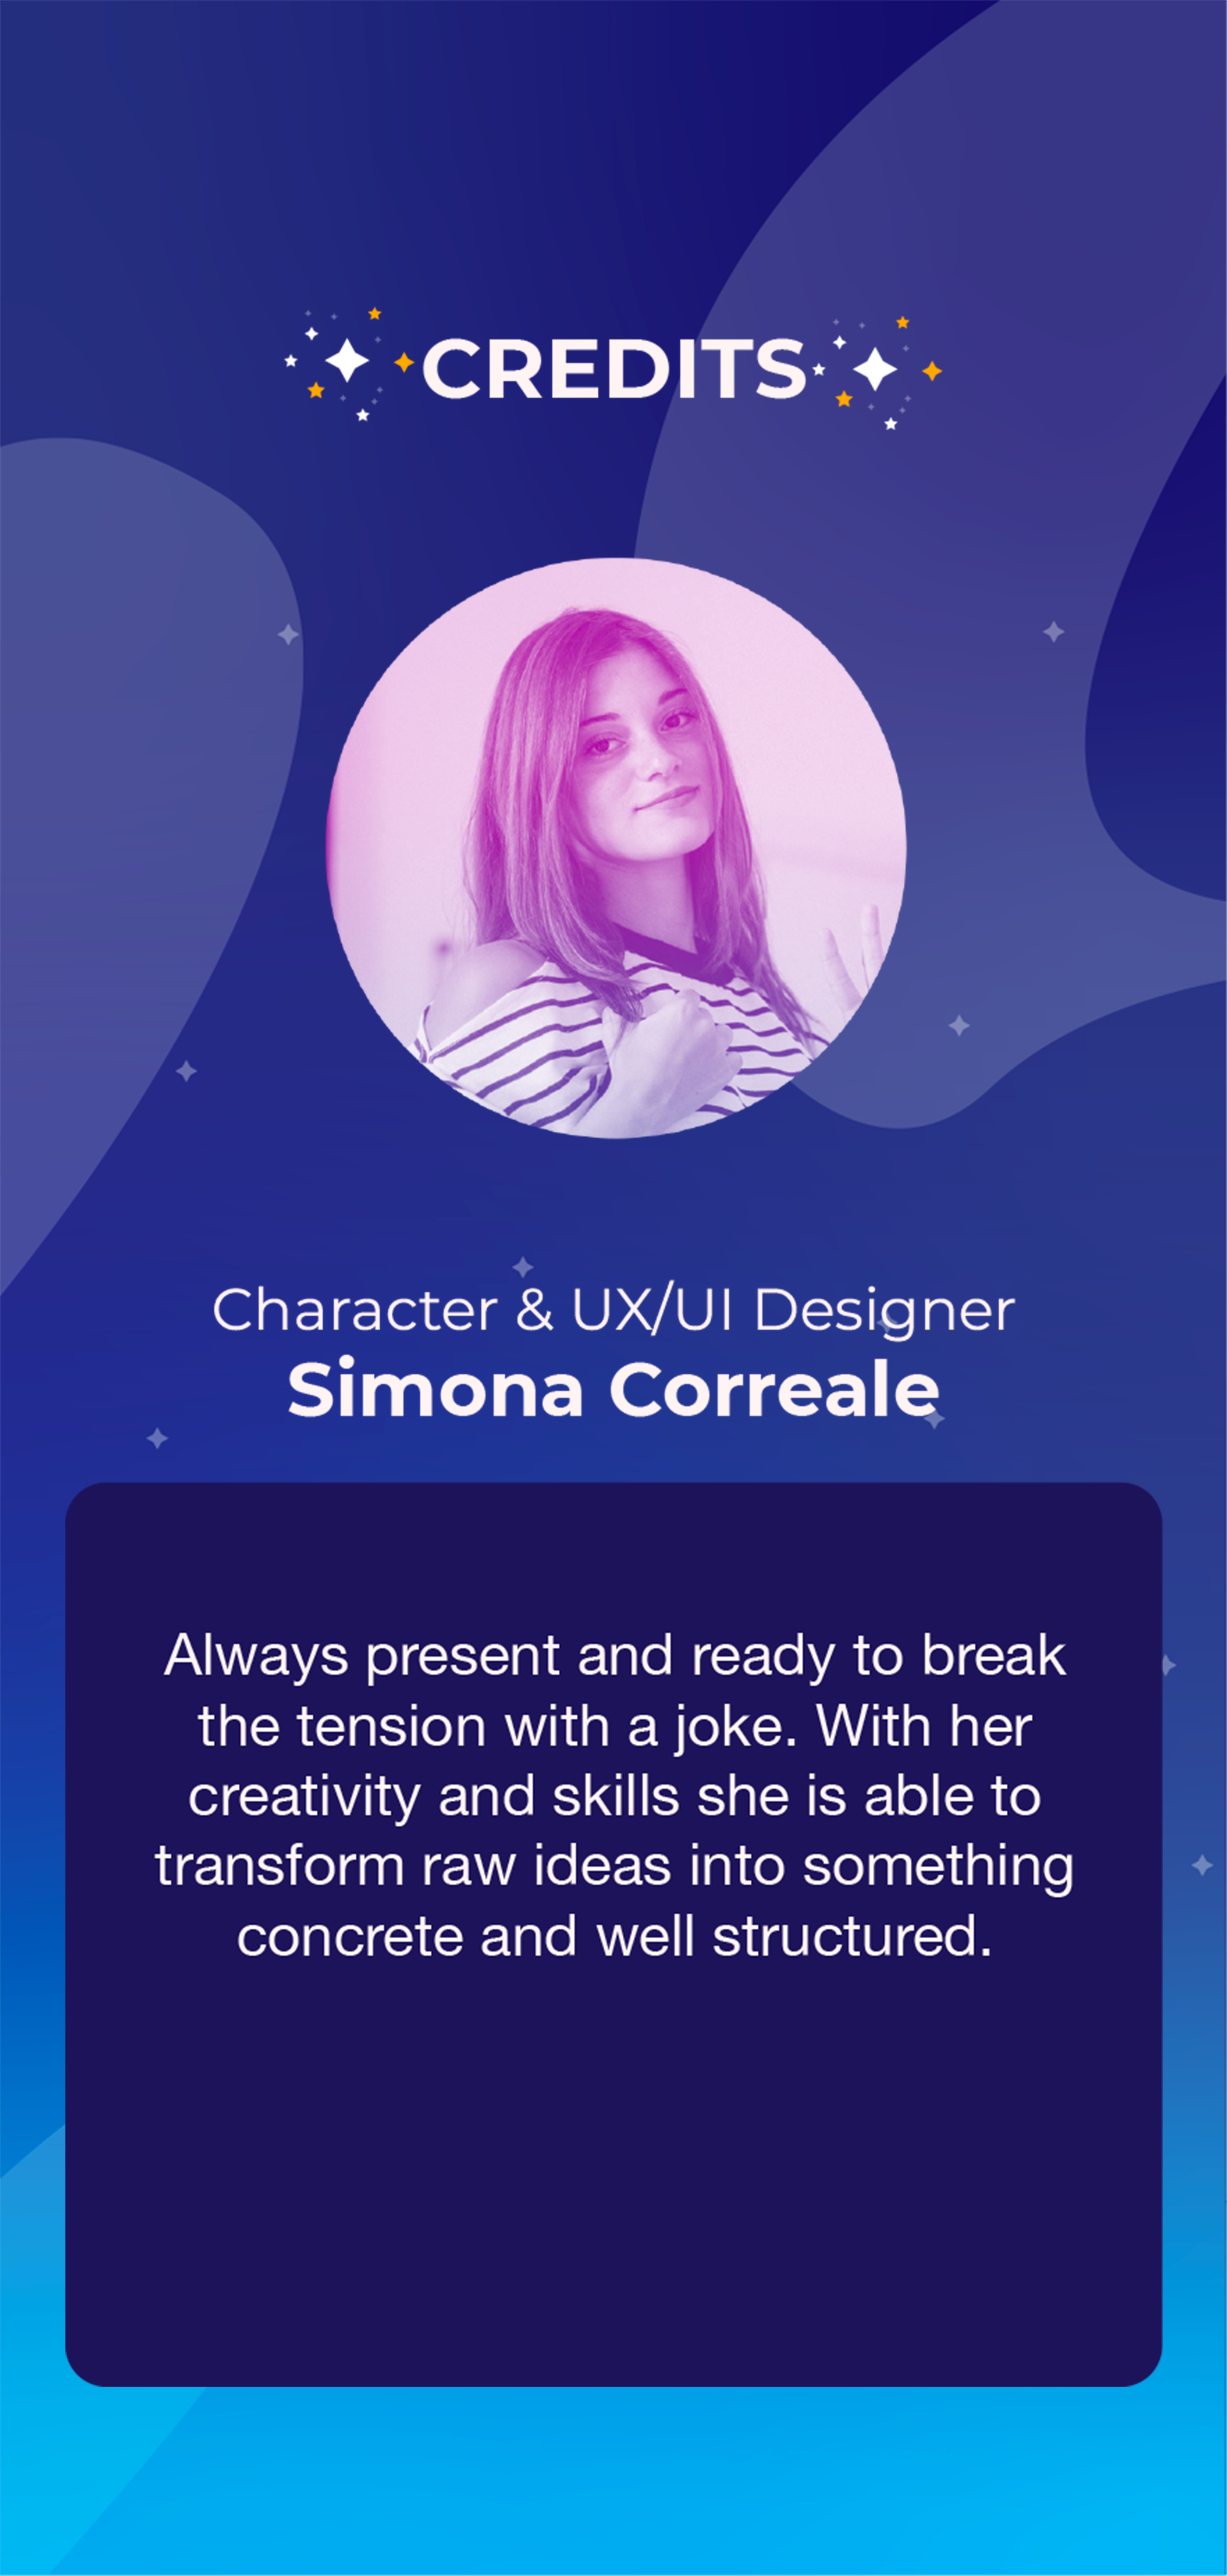 CREDITS
Character & UX/UI Designer
Simona Correale
Always present and ready to break
the tension with a joke. With her
creativity and skills she is able to
transform raw ideas into something
concrete and well structured.